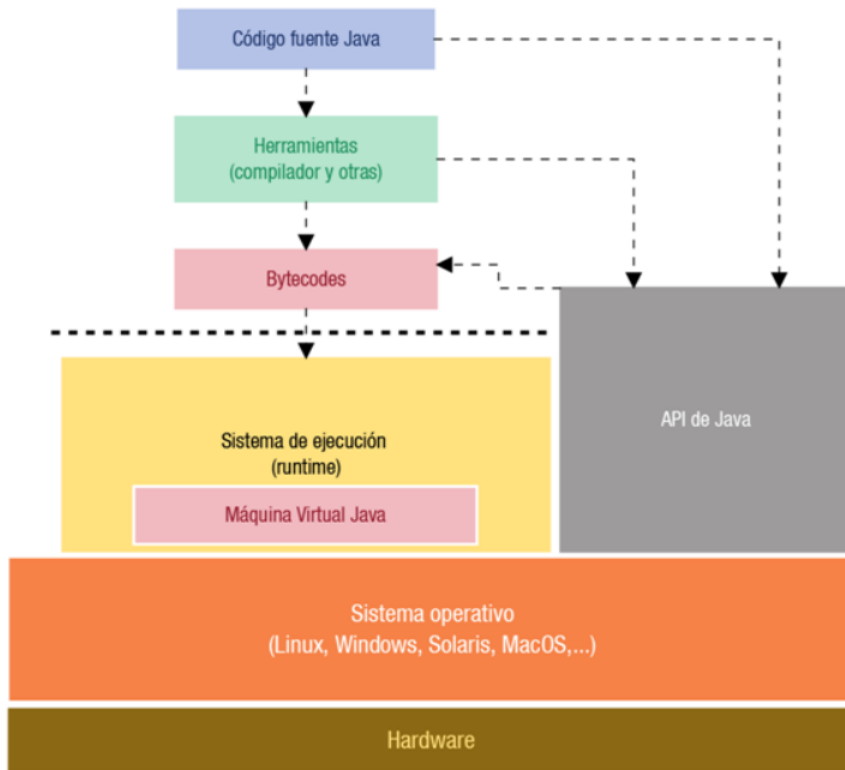 Código fuente Java
Herramientas
(compilador y otras)
Bytecodes
API de Java
Sistema de ejecución
(runtime)
Máquina Virtual Java
Sistema operativo
(Linux, Windows, Solaris, MacOS,...)
Hardware